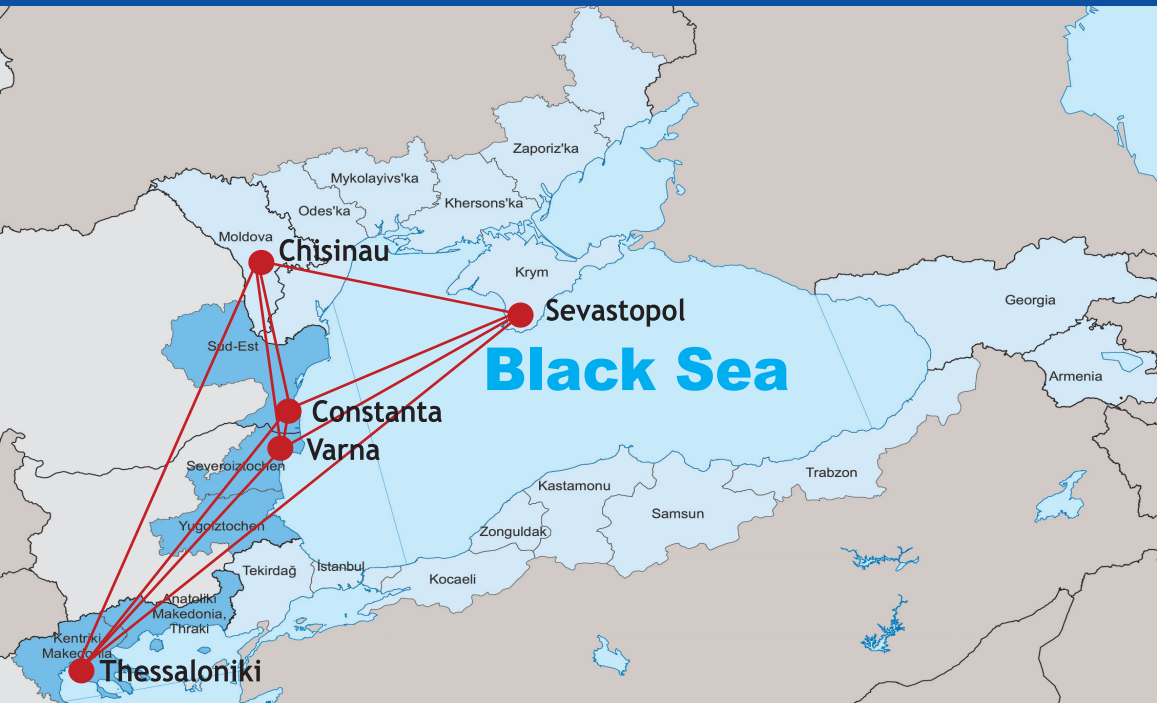 Zaporiz'ka
Mykolayivs'ka
Khersons'ka
Odes'ka
Moldova
Chisinau
Krym
Georgia
Sevastopol
Sud-Est
Black Sea
Armenia
Constanta
Varna
Severoiztochen
Trabzon
Kastamonu
Samsun
Yugoiztochen
Zonguldak
Tekirdağ
Istanbul
Kocaeli
Anatoliki
Makedonia,
Thraki
Kentriki
Makedonia
Thessaloniki